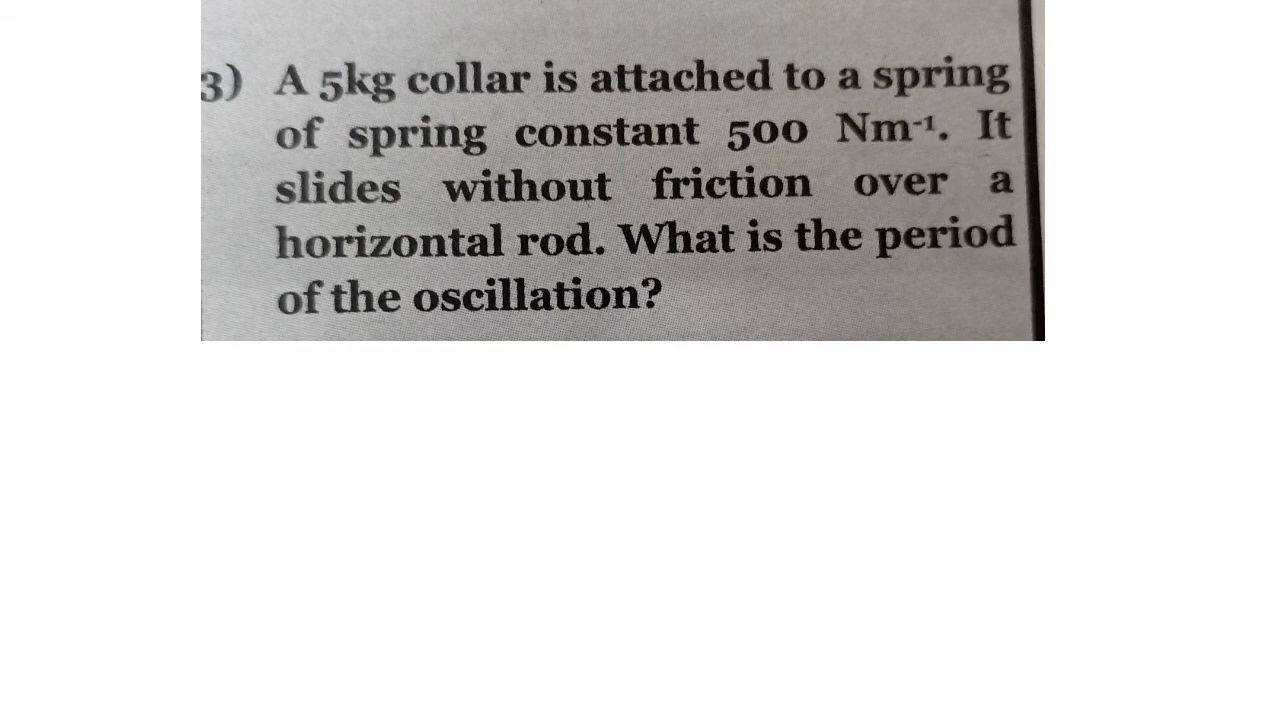 3) A 5kg collar is attached to a spring
of spring constant 500 Nm⁻¹. It
slides without friction over a
horizontal rod. What is the period
of the oscillation?